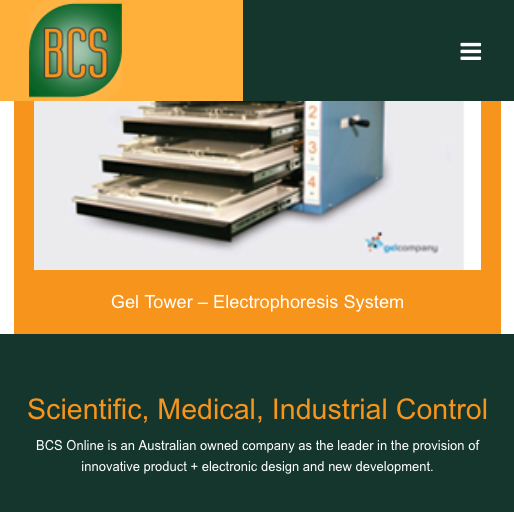 BCS
2
3
4
gelcompany
Gel Tower – Electrophoresis System
Scientific, Medical, Industrial Control
BCS Online is an Australian owned company as the leader in the provision of
innovative product + electronic design and new development.